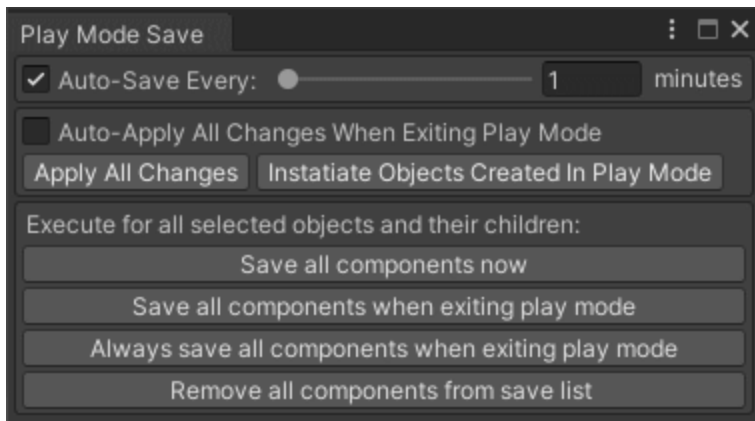 Play Mode Save
Auto-Save Every: 1 minutes
Auto-Apply All Changes When Exiting Play Mode
Apply All Changes Instatiate Objects Created In Play Mode
Execute for all selected objects and their children:
Save all components now
Save all components when exiting play mode
Always save all components when exiting play mode
Remove all components from save list